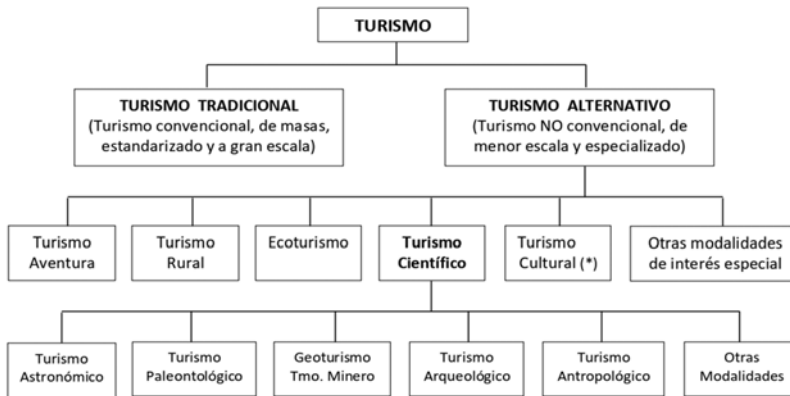 TURISMO
TURISMO TRADICIONAL
(Turismo convencional, de masas,
estandarizado y a gran escala)
TURISMO ALTERNATIVO
(Turismo NO convencional, de
menor escala y especializado)
Turismo
Aventura
Turismo
Rural
Ecoturismo
Turismo
Científico
Turismo
Cultural (*)
Otras modalidades
de interés especial
Turismo
Astronómico
Turismo
Paleontológico
Geoturismo
Tmo. Minero
Turismo
Arqueológico
Turismo
Antropológico
Otras
Modalidades